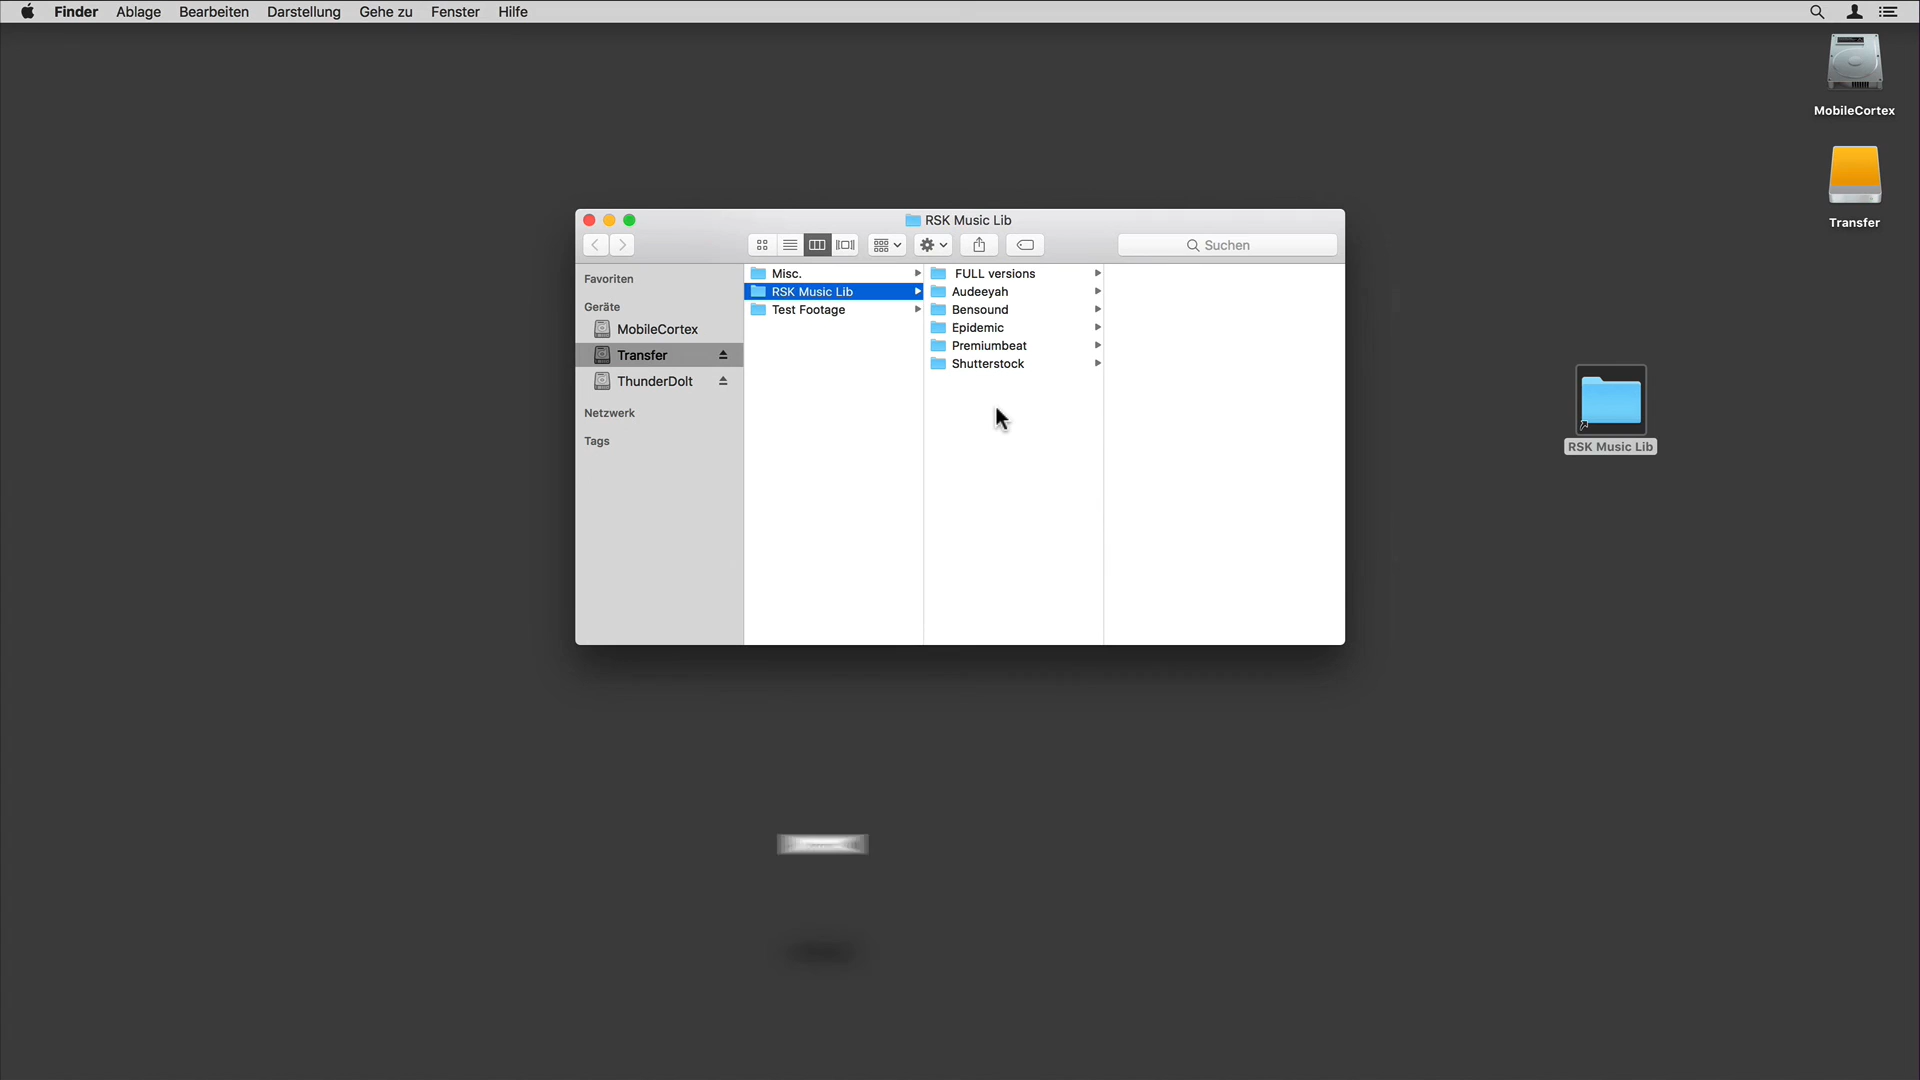 Finder Ablage Bearbeiten Darstellung Gehe zu Fenster Hilfe
MobileCortex
Transfer
RSK Music Lib
Suchen
Favoriten
Geräte
MobileCortex
Transfer
ThunderDolt
Netzwerk
Tags
Misc.
RSK Music Lib
Test Footage
FULL versions
Audeeyah
Bensound
Epidemic
Premiumbeat
Shutterstock
RSK Music Lib